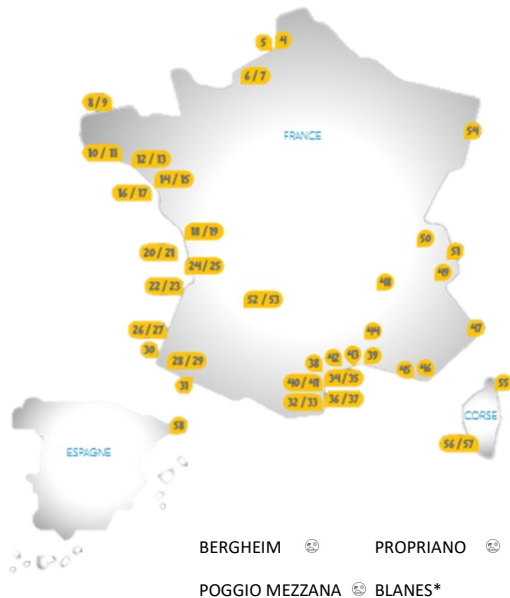 5 4
6 / 7
8 / 9
FRANCE
54
10 / 11
12 / 13
14 / 15
16 / 17
18 / 19
50
20 / 21
51
24 / 25
49
22 / 23
48
52 / 53
26 / 27
47
44
30
38 42 43 39
28 / 29
45 46
40 / 41 34 / 35
31
55
32 / 33 36 / 37
CORSE
58
56 / 57
ESPAGNE
BERGHEIM PROPRIANO
POGGIO MEZZANA BLANES*